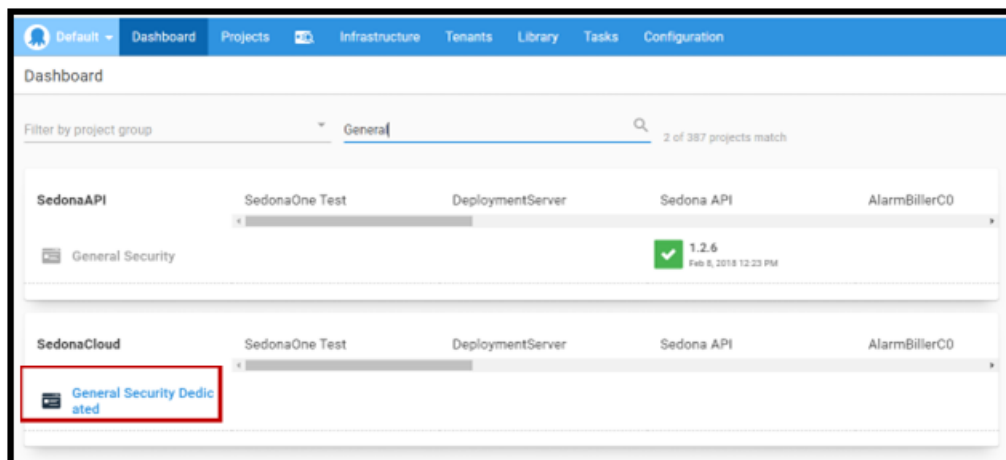 Default Dashboard Projects Infrastructure Tenants Library Tasks Configuration
Dashboard
Filter by project group General 2 of 387 projects match
SedonaAPI SedonaOne Test DeploymentServer Sedona API AlarmBillerC0
General Security 1.2.6
Feb 8, 2018 12:23 PM
SedonaCloud SedonaOne Test DeploymentServer Sedona API AlarmBillerC0
General Security Dedic
ated